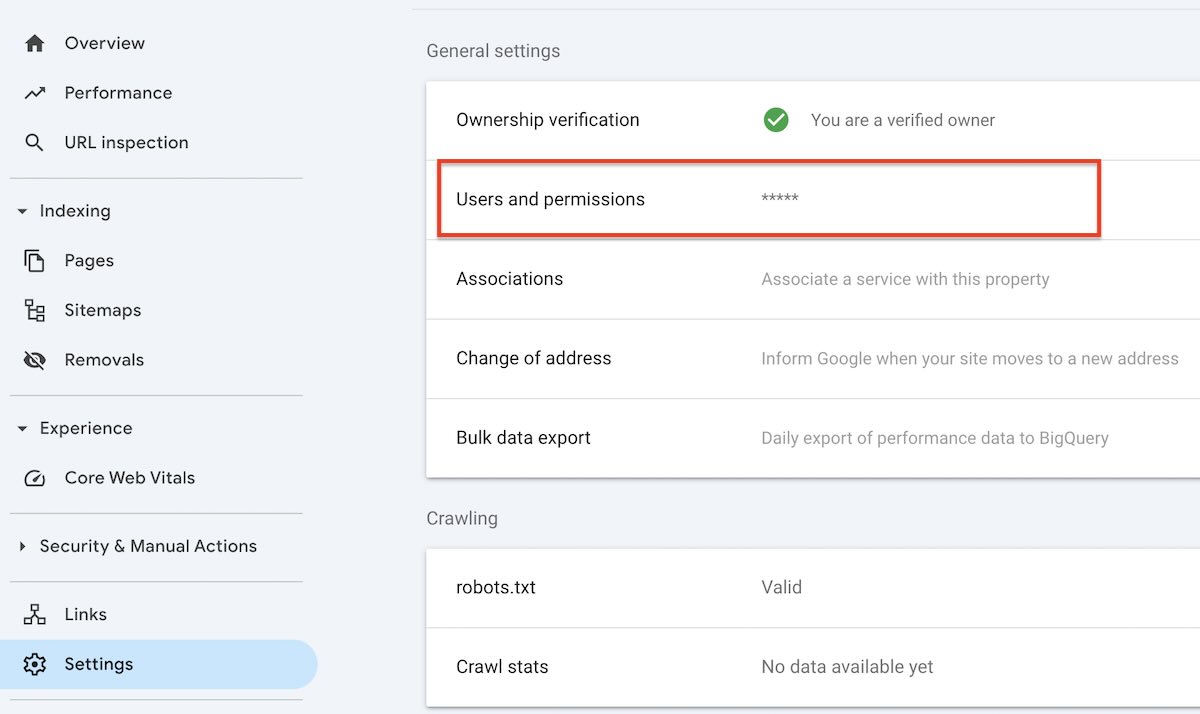 Overview
Performance
URL inspection
Indexing
Pages
Sitemaps
Removals
Experience
Core Web Vitals
Security & Manual Actions
Links
Settings
General settings
Ownership verification You are a verified owner
Users and permissions *****
Associations Associate a service with this property
Change of address Inform Google when your site moves to a new address
Bulk data export Daily export of performance data to BigQuery
Crawling
robots.txt Valid
Crawl stats No data available yet